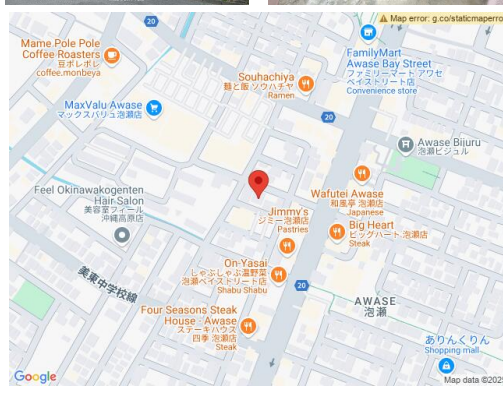 Map error: g.co/staticmaperro
20
Mame Pole Pole
Coffee Roasters
豆ポレポレ
coffee.monbeya
FamilyMart
Awase Bay Street
ファミリーマート アワセ
ベイストリート店
Convenience store
Souhachiya
麺と飯 ソウハチヤ
Ramen
MaxValu Awase
マックスバリュ泡瀬店
20
Awase Bijuru
泡瀬ビジュル
Wafutei Awase
和風亭 泡瀬店
Japanese
Feel Okinawakogenten
Hair Salon
美容室フィール
沖縄高原店
Jimmy's
ジミー泡瀬店
Pastries
Big Heart
ビッグハート 泡瀬店
Steak
On-Yasai
しゃぶしゃぶ温野菜
泡瀬ベイストリート店
Shabu Shabu
美東中学校線
20
AWASE
泡瀬
Four Seasons Steak
House - Awase
ステーキハウス
四季 泡瀬店
Steak
ありんくりん
Shopping mall
Google
Map data ©2025